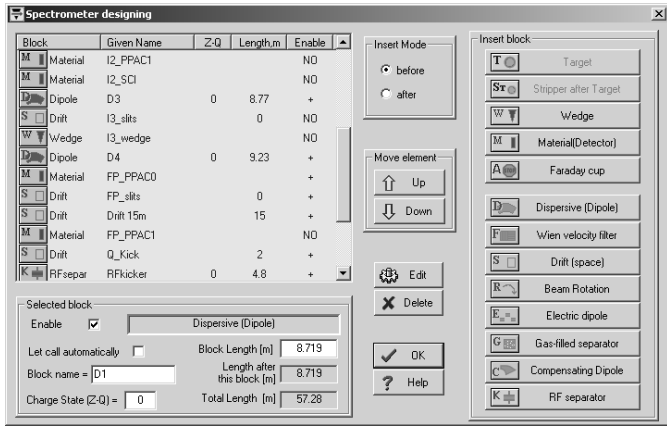 Spectrometer designing
Block Given Name Z-Q Length,m Enable
M Material I2_PPAC1 NO
M Material I2_SCI NO
D Dipole D3 0 8.77 +
S Drift I3_slits 0 NO
W Wedge I3_wedge NO
D Dipole D4 0 9.23 +
M Material FP_PPAC0 +
S Drift FP_slits 0 +
S Drift Drift 15m 15 +
M Material FP_PPAC1 NO
S Drift Q_Kick 2 +
K RFsepar RFkicker 0 4.8 +
Selected block
Enable Dispersive (Dipole)
Let call automatically Block Length [m] 8.719
Block name = D1 Length after this block [m] 8.719
Charge State (Z-Q) = 0 Total Length [m] 57.28
Insert Mode
before
after
Move element
Up
Down
Edit
Delete
OK
? Help
Insert block
T Target
ST Stripper after Target
W Wedge
M Material(Detector)
A Faraday cup
D Dispersive (Dipole)
F Wien velocity filter
S Drift (space)
R Beam Rotation
E Electric dipole
G Gas-filled separator
C Compensating Dipole
K RF separator